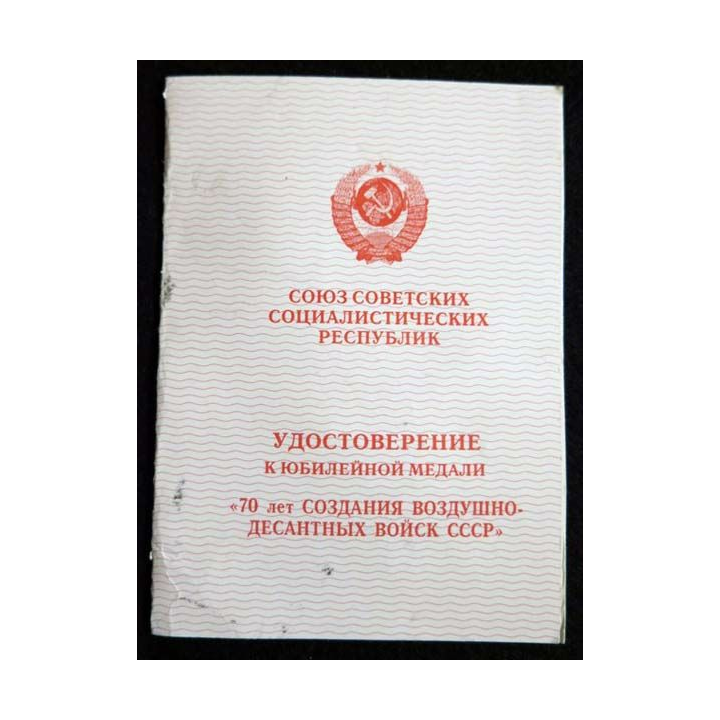 СОЮЗ СОВЕТСКИХ
СОЦИАЛИСТИЧЕСКИХ
РЕСПУБЛИК
УДОСТОВЕРЕНИЕ
К ЮБИЛЕЙНОЙ МЕДАЛИ
«70 лет СОЗДАНИЯ ВОЗДУШНО-
ДЕСАНТНЫХ ВОЙСК СССР»